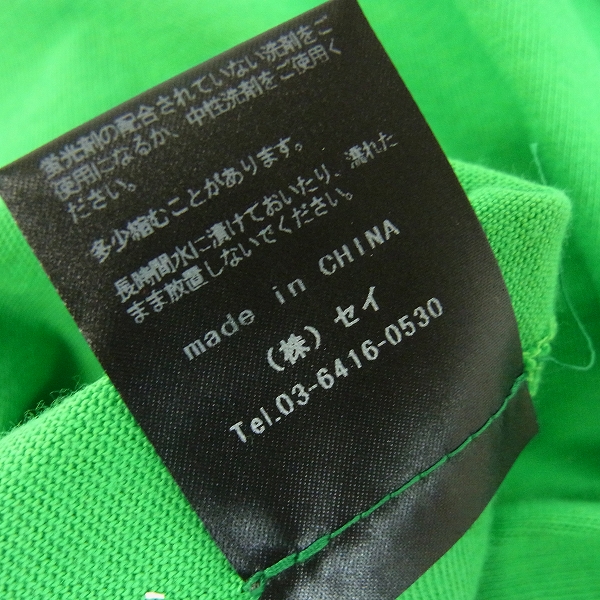 蛍光剤の配合されていない洗剤をご
使用になるか、中性洗剤をご使用く
ださい。
多少縮むことがあります。
長時間水に漬けておいたり、濡れた
まま放置しないでください。
made in CHINA
(株) セイ
Tel.03-6416-0530